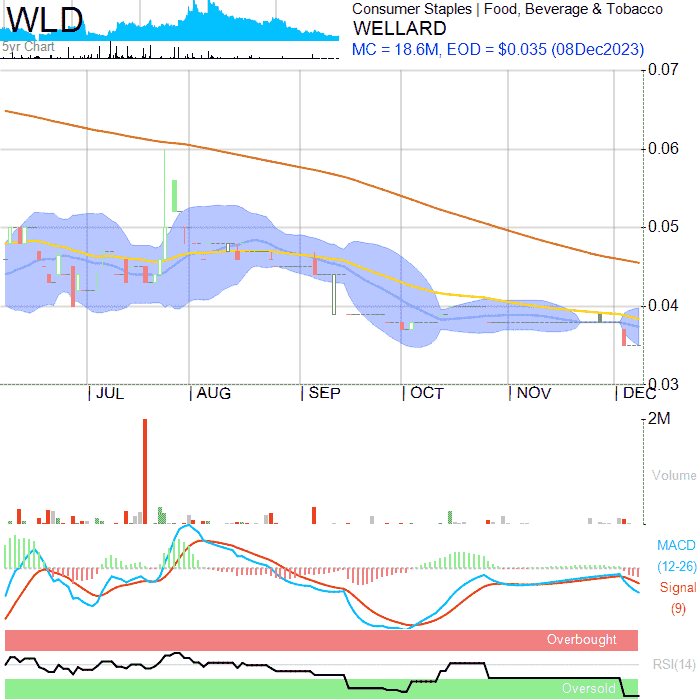 WLD
5yr Chart
Consumer Staples | Food, Beverage & Tobacco
WELLARD
MC = 18.6M, EOD = $0.035 (08Dec2023)
0.07
0.06
0.05
0.04
0.03
JUL AUG SEP OCT NOV DEC
2M
Volume
MACD
(12-26)
Signal
(9)
Overbought
RSI(14)
Oversold